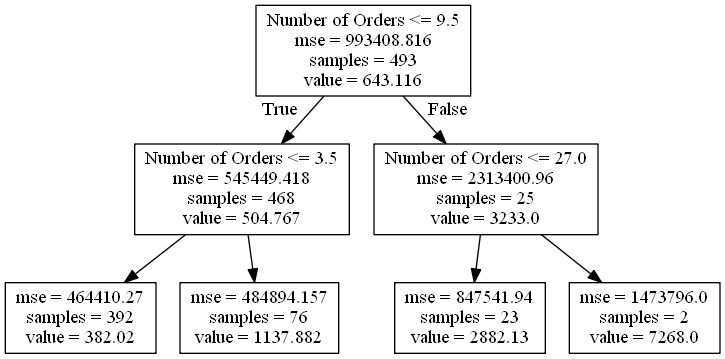 Number of Orders <= 9.5
mse = 993408.816
samples = 493
value = 643.116
True
False
Number of Orders <= 3.5
mse = 545449.418
samples = 468
value = 504.767
Number of Orders <= 27.0
mse = 2313400.96
samples = 25
value = 3233.0
mse = 464410.27
samples = 392
value = 382.02
mse = 484894.157
samples = 76
value = 1137.882
mse = 847541.94
samples = 23
value = 2882.13
mse = 1473796.0
samples = 2
value = 7268.0